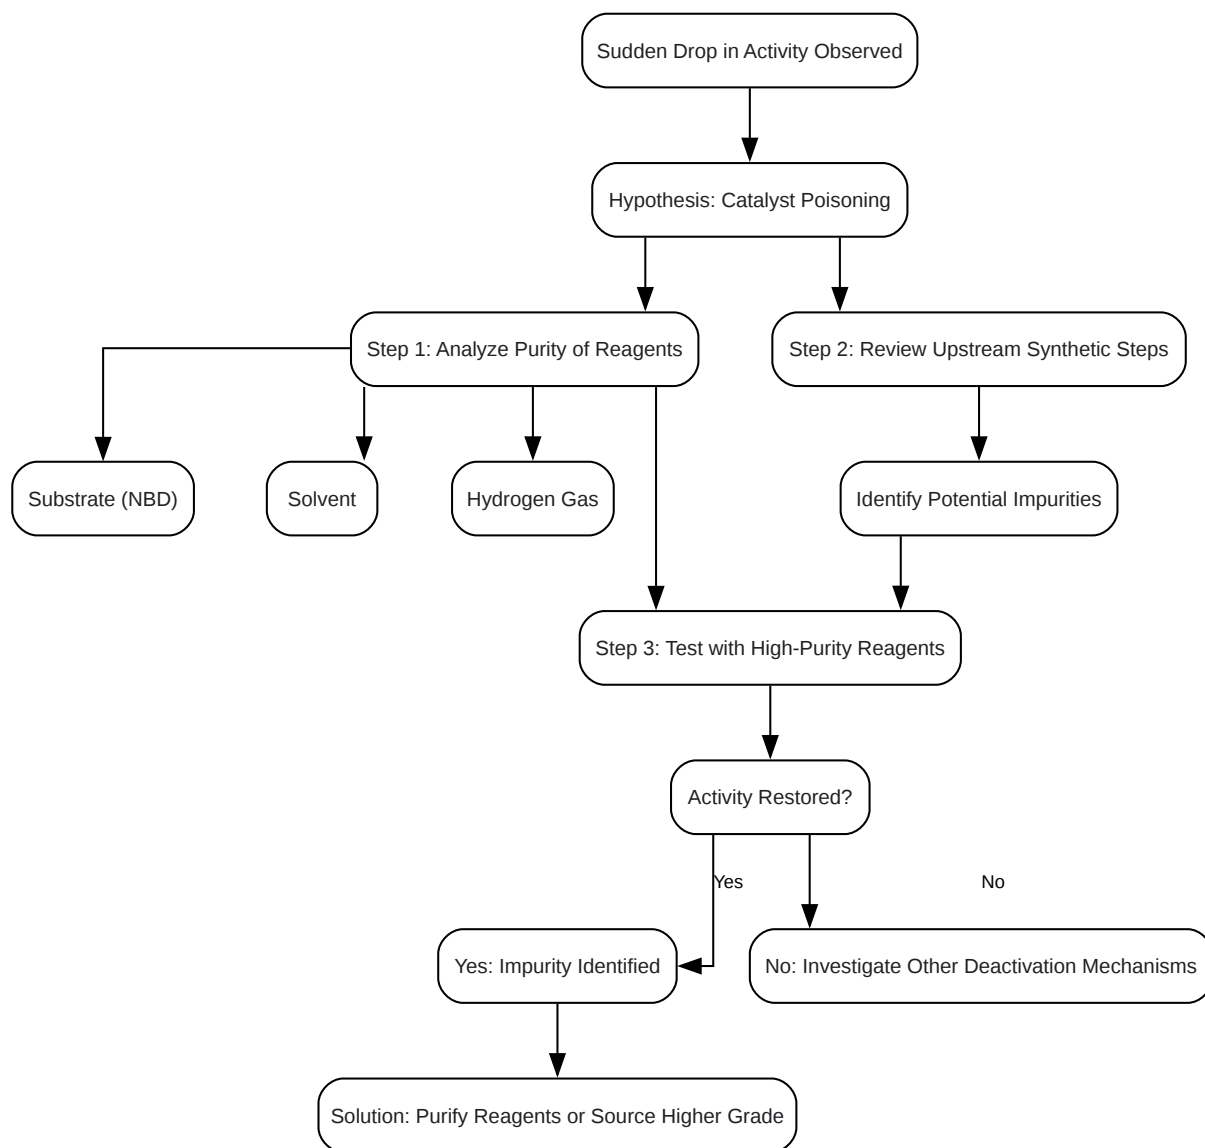 Sudden Drop in Activity Observed
Hypothesis: Catalyst Poisoning
Step 1: Analyze Purity of Reagents
Step 2: Review Upstream Synthetic Steps
Substrate (NBD)
Solvent
Hydrogen Gas
Identify Potential Impurities
Step 3: Test with High-Purity Reagents
Activity Restored?
Yes
No
Yes: Impurity Identified
No: Investigate Other Deactivation Mechanisms
Solution: Purify Reagents or Source Higher Grade